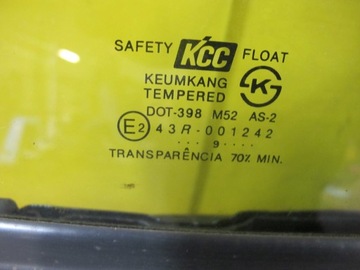 SAFETY KCC FLOAT
KEUMKANG
TEMPERED
DOT-398 M52 AS-2
E2 43R-001242
... 9 ....
TRANSPARÊNCIA 70% MIN.